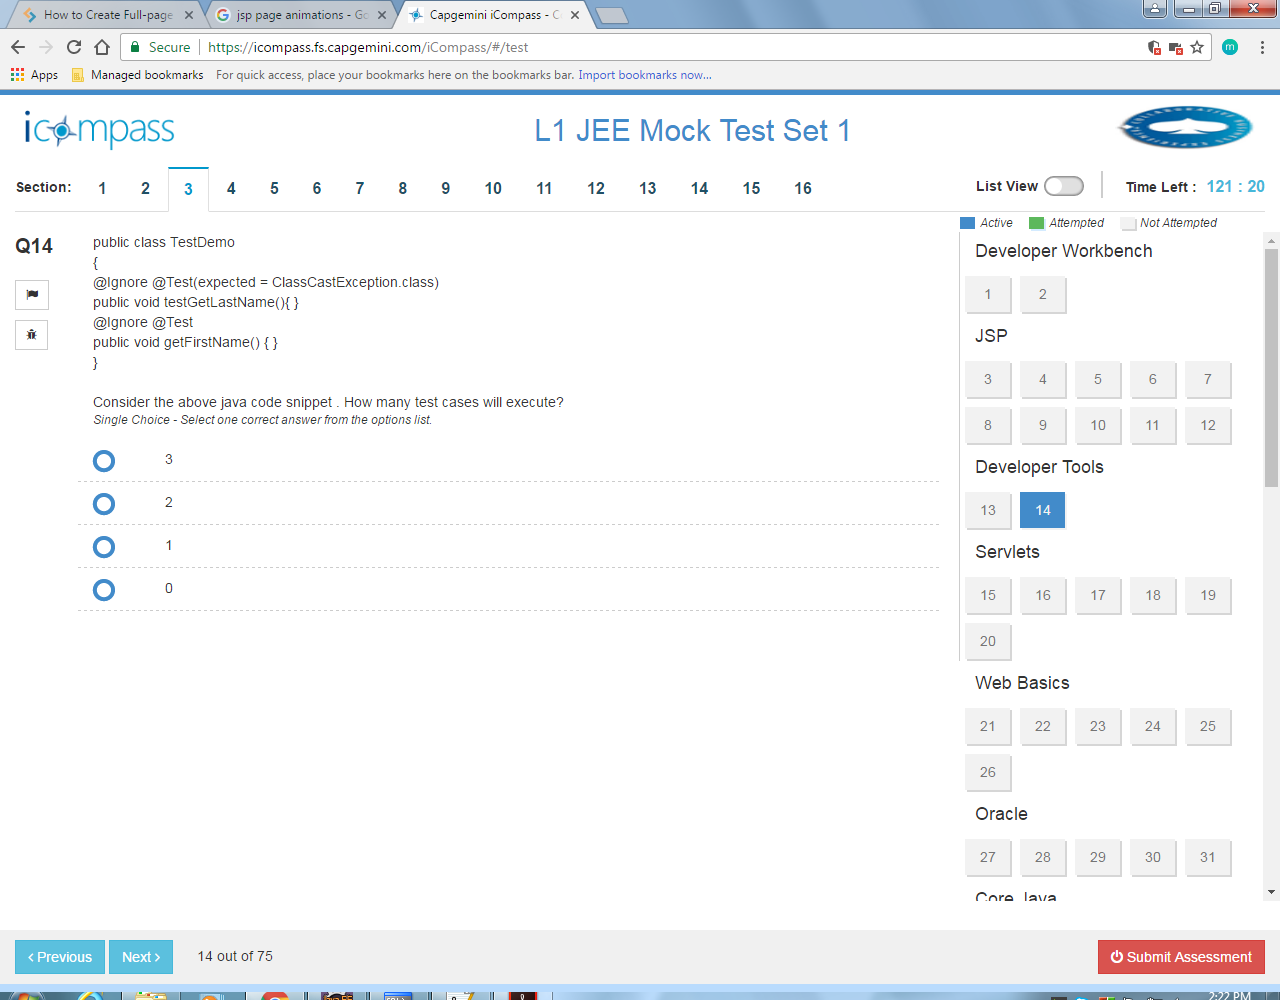 How to Create Full-page
jsp page animations - Go
Capgemini iCompass - C
Secure
https://icompass.fs.capgemini.com/iCompass/#/test
m
Apps
Managed bookmarks
For quick access, place your bookmarks here on the bookmarks bar. Import bookmarks now...
icompass
L1 JEE Mock Test Set 1
Section: 1 2 3 4 5 6 7 8 9 10 11 12 13 14 15 16
List View
Time Left : 121 : 20
Active Attempted Not Attempted
Q14
public class TestDemo
{
@Ignore @Test(expected = ClassCastException.class)
public void testGetLastName(){ }
@Ignore @Test
public void getFirstName() { }
}
Consider the above java code snippet . How many test cases will execute?
Single Choice - Select one correct answer from the options list.
3
2
1
0
Developer Workbench
1 2
JSP
3 4 5 6 7
8 9 10 11 12
Developer Tools
13 14
Servlets
15 16 17 18 19
20
Web Basics
21 22 23 24 25
26
Oracle
27 28 29 30 31
Core Java
‹ Previous
Next ›
14 out of 75
Submit Assessment
2:22 PM